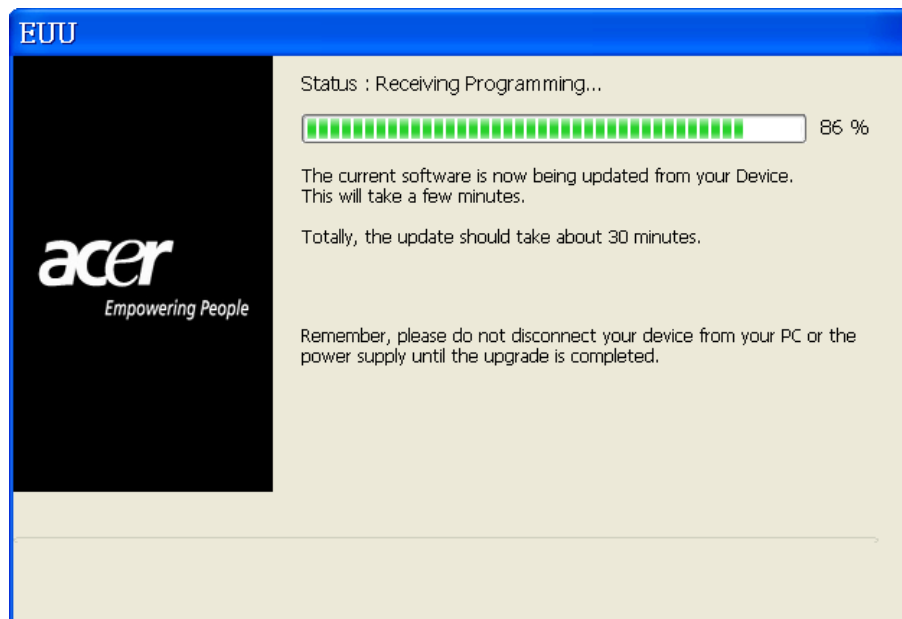 EUU
Status : Receiving Programming...
86 %
The current software is now being updated from your Device.
This will take a few minutes.
Totally, the update should take about 30 minutes.
acer
Empowering People
Remember, please do not disconnect your device from your PC or the
power supply until the upgrade is completed.